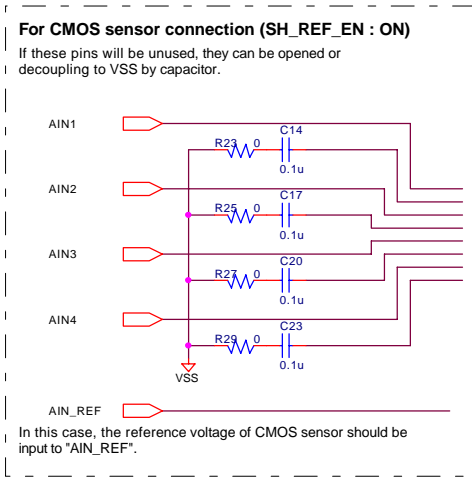 For CMOS sensor connection (SH_REF_EN : ON)
If these pins will be unused, they can be opened or
decoupling to VSS by capacitor.
AIN1
C14
R23 0
0.1u
AIN2
C17
R25 0
0.1u
AIN3
C20
R27 0
0.1u
AIN4
C23
R29 0
0.1u
VSS
AIN_REF
In this case, the reference voltage of CMOS sensor should be
input to "AIN_REF".